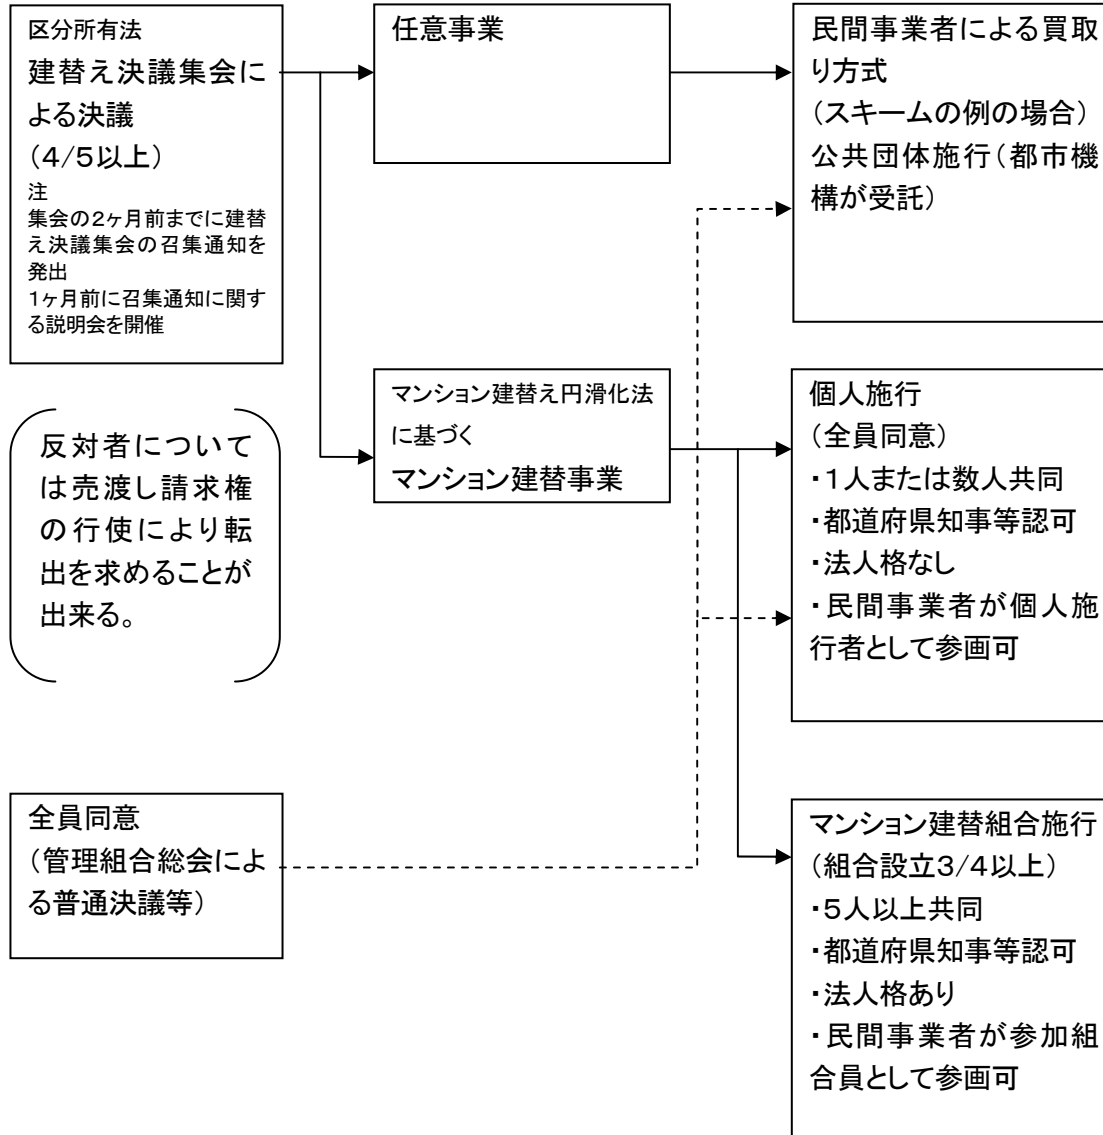 区分所有法
建替え決議集会に
よる決議
(4/5以上)
注
集会の2ヶ月前までに建替
え決議集会の召集通知を
発出
1ヶ月前に召集通知に関す
る説明会を開催
任意事業
民間事業者による買取
り方式
(スキームの例の場合)
公共団体施行(都市機
構が受託)
反対者について
は売渡し請求権
の行使により転
出を求めることが
出来る。
マンション建替え円滑化法
に基づく
マンション建替事業
個人施行
(全員同意)
・1人または数人共同
・都道府県知事等認可
・法人格なし
・民間事業者が個人施
行者として参画可
全員同意
(管理組合総会によ
る普通決議等)
マンション建替組合施行
(組合設立3/4以上)
・5人以上共同
・都道府県知事等認可
・法人格あり
・民間事業者が参加組
合員として参画可